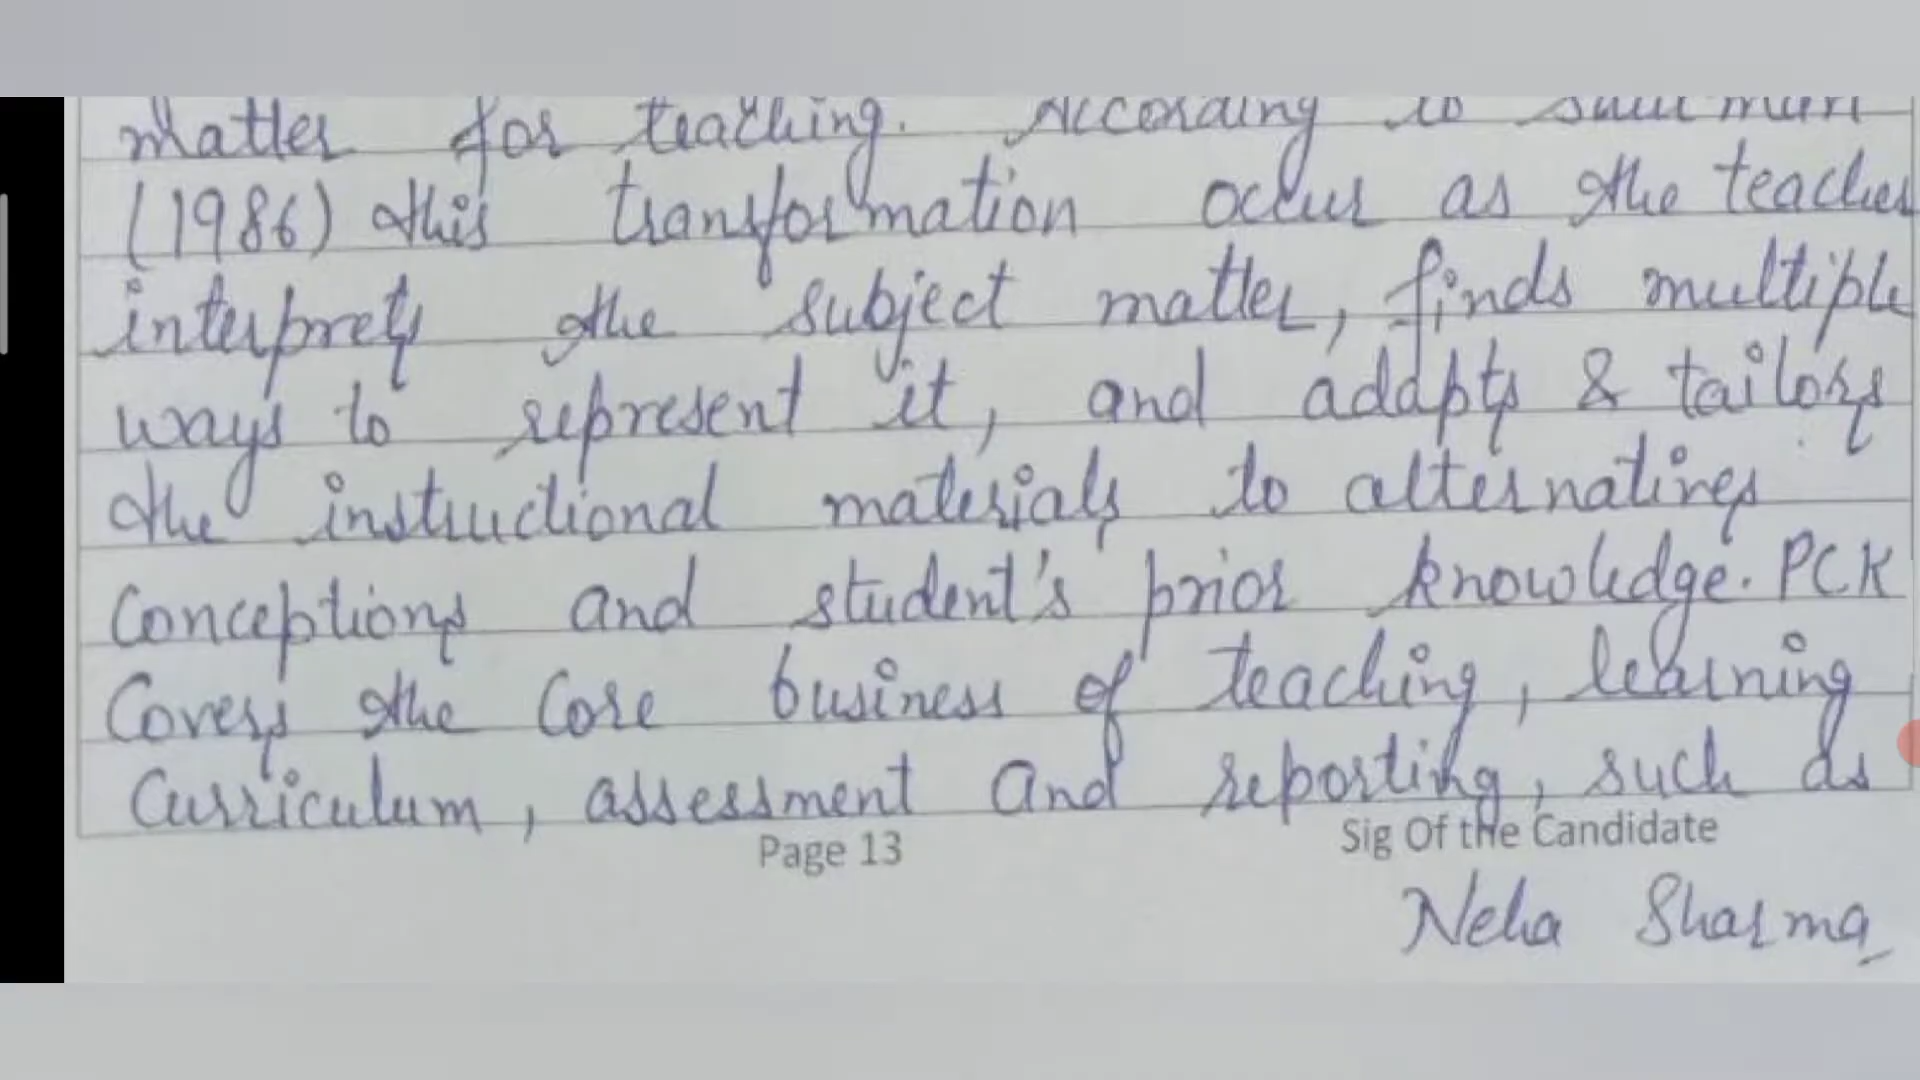 matter for teaching. According to Shulman
(1986) this transformation occur as the teacher
interprets the subject matter, finds multiple
ways to represent it, and adapts & tailors
the instructional materials to alternatives
conceptions and student's prior knowledge. PCK
Covers the Core business of teaching, learning
Curriculum, assessment and reporting, such as
Page 13
Sig Of tHe Candidate
Neha Sharma